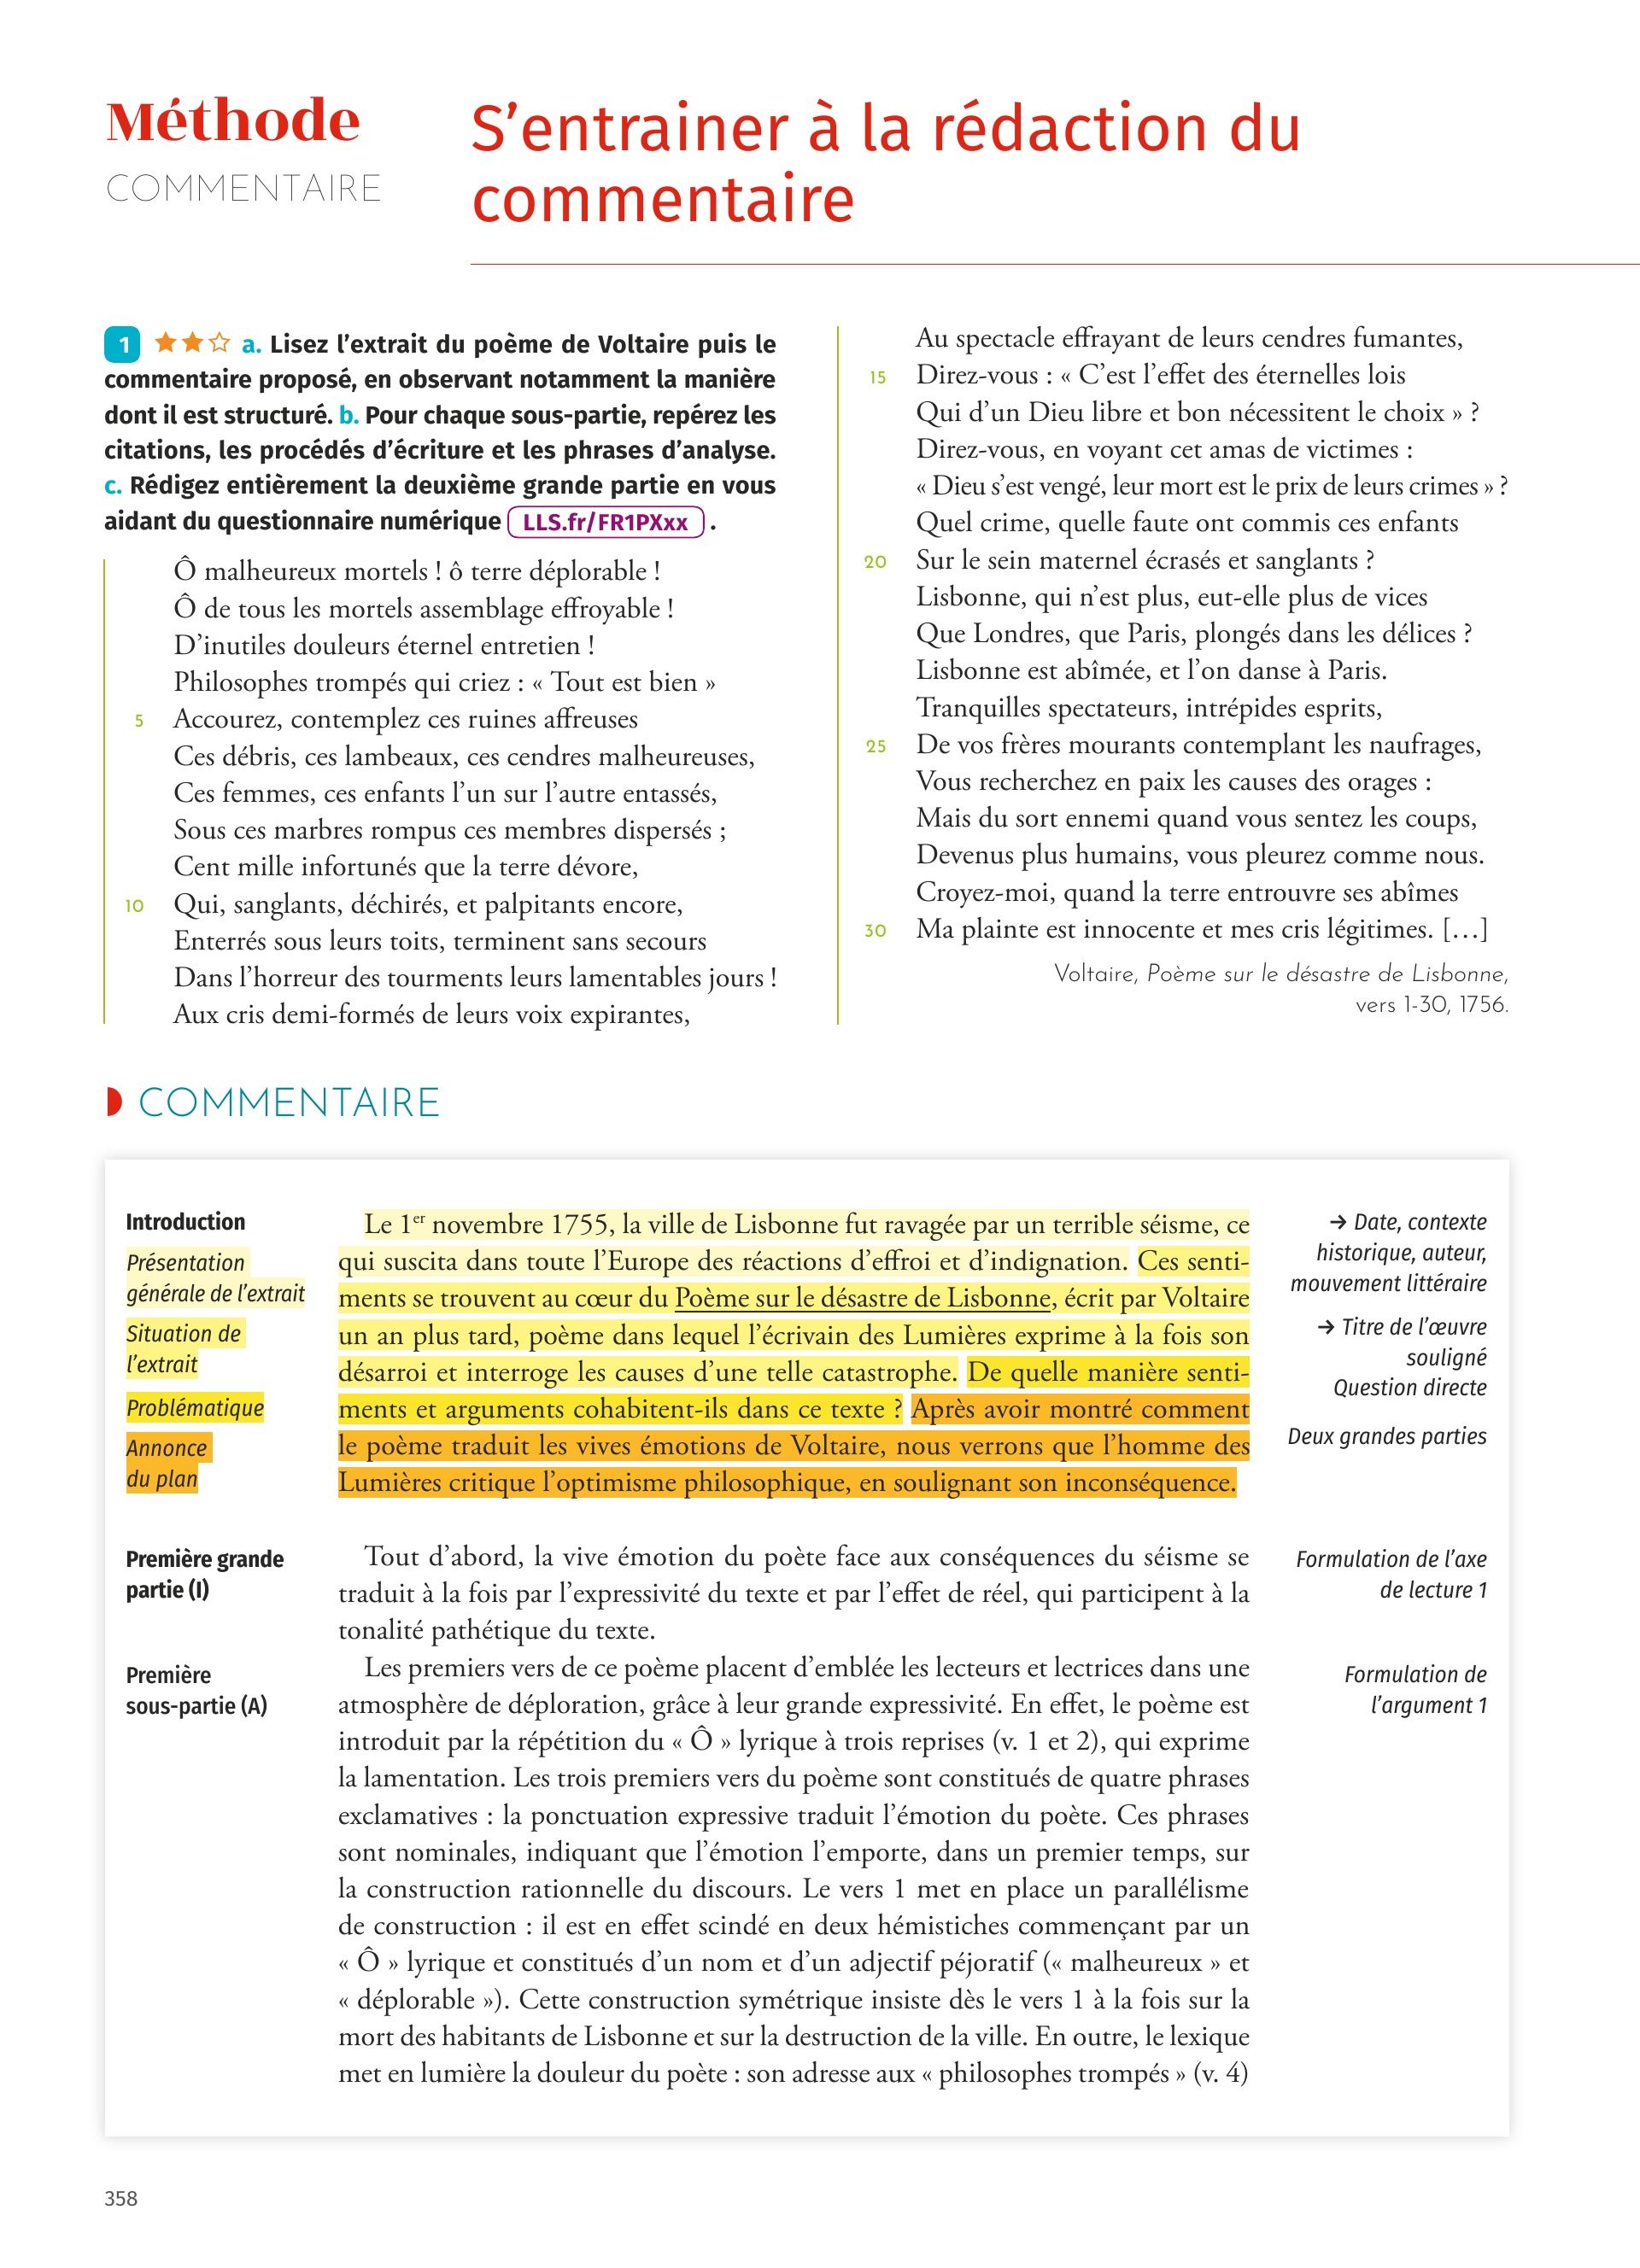 Méthode
COMMENTAIRE
S’entrainer à la rédaction du
commentaire
1 a. Lisez l’extrait du poème de Voltaire puis le
commentaire proposé, en observant notamment la manière
dont il est structuré. b. Pour chaque sous-partie, repérez les
citations, les procédés d’écriture et les phrases d’analyse.
c. Rédigez entièrement la deuxième grande partie en vous
aidant du questionnaire numérique LLS.fr/FR1PXxx .
Ô malheureux mortels ! ô terre déplorable !
Ô de tous les mortels assemblage effroyable !
D’inutiles douleurs éternel entretien !
Philosophes trompés qui criez : « Tout est bien »
5 Accourez, contemplez ces ruines affreuses
Ces débris, ces lambeaux, ces cendres malheureuses,
Ces femmes, ces enfants l’un sur l’autre entassés,
Sous ces marbres rompus ces membres dispersés ;
Cent mille infortunés que la terre dévore,
10 Qui, sanglants, déchirés, et palpitants encore,
Enterrés sous leurs toits, terminent sans secours
Dans l’horreur des tourments leurs lamentables jours !
Aux cris demi-formés de leurs voix expirantes,
Au spectacle effrayant de leurs cendres fumantes,
15 Direz-vous : « C’est l’effet des éternelles lois
Qui d’un Dieu libre et bon nécessitent le choix » ?
Direz-vous, en voyant cet amas de victimes :
« Dieu s’est vengé, leur mort est le prix de leurs crimes » ?
Quel crime, quelle faute ont commis ces enfants
20 Sur le sein maternel écrasés et sanglants ?
Lisbonne, qui n’est plus, eut-elle plus de vices
Que Londres, que Paris, plongés dans les délices ?
Lisbonne est abîmée, et l’on danse à Paris.
Tranquilles spectateurs, intrépides esprits,
25 De vos frères mourants contemplant les naufrages,
Vous recherchez en paix les causes des orages :
Mais du sort ennemi quand vous sentez les coups,
Devenus plus humains, vous pleurez comme nous.
Croyez-moi, quand la terre entrouvre ses abîmes
30 Ma plainte est innocente et mes cris légitimes. […]
Voltaire, Poème sur le désastre de Lisbonne,
vers 1-30, 1756.
COMMENTAIRE
Introduction
Présentation
générale de l’extrait
Situation de
l’extrait
Problématique
Annonce
du plan
Le 1er novembre 1755, la ville de Lisbonne fut ravagée par un terrible séisme, ce
qui suscita dans toute l’Europe des réactions d’effroi et d’indignation. Ces senti-
ments se trouvent au cœur du Poème sur le désastre de Lisbonne, écrit par Voltaire
un an plus tard, poème dans lequel l’écrivain des Lumières exprime à la fois son
désarroi et interroge les causes d’une telle catastrophe. De quelle manière senti-
ments et arguments cohabitent-ils dans ce texte ? Après avoir montré comment
le poème traduit les vives émotions de Voltaire, nous verrons que l’homme des
Lumières critique l’optimisme philosophique, en soulignant son inconséquence.
→ Date, contexte
historique, auteur,
mouvement littéraire
→ Titre de l’œuvre
souligné
Question directe
Deux grandes parties
Première grande
partie (I)
Tout d’abord, la vive émotion du poète face aux conséquences du séisme se
traduit à la fois par l’expressivité du texte et par l’effet de réel, qui participent à la
tonalité pathétique du texte.
Formulation de l’axe
de lecture 1
Première
sous-partie (A)
Les premiers vers de ce poème placent d’emblée les lecteurs et lectrices dans une
atmosphère de déploration, grâce à leur grande expressivité. En effet, le poème est
introduit par la répétition du « Ô » lyrique à trois reprises (v. 1 et 2), qui exprime
la lamentation. Les trois premiers vers du poème sont constitués de quatre phrases
exclamatives : la ponctuation expressive traduit l’émotion du poète. Ces phrases
sont nominales, indiquant que l’émotion l’emporte, dans un premier temps, sur
la construction rationnelle du discours. Le vers 1 met en place un parallélisme
de construction : il est en effet scindé en deux hémistiches commençant par un
« Ô » lyrique et constitués d’un nom et d’un adjectif péjoratif (« malheureux » et
« déplorable »). Cette construction symétrique insiste dès le vers 1 à la fois sur la
mort des habitants de Lisbonne et sur la destruction de la ville. En outre, le lexique
met en lumière la douleur du poète : son adresse aux « philosophes trompés » (v. 4)
Formulation de
l’argument 1
358